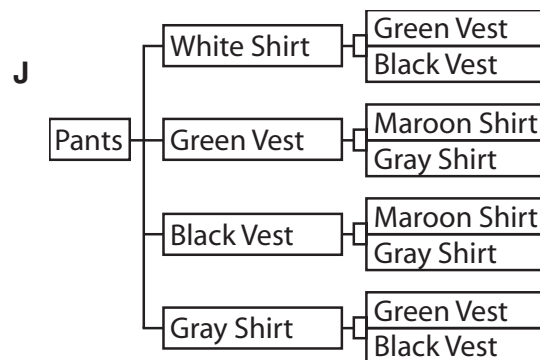 J
Pants
White Shirt
Green Vest
Black Vest
Green Vest
Maroon Shirt
Gray Shirt
Black Vest
Maroon Shirt
Gray Shirt
Gray Shirt
Green Vest
Black Vest